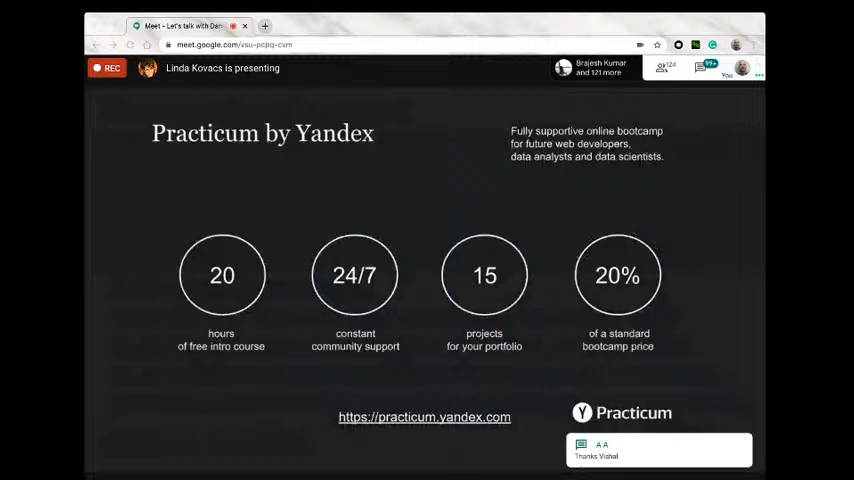 Meet - Let's talk with Dan
meet.google.com/vsu-pcpq-cvm
REC
Linda Kovacs is presenting
Brajesh Kumar
and 121 more
124
99+
You
Practicum by Yandex
Fully supportive online bootcamp
for future web developers,
data analysts and data scientists.
20
24/7
15
20%
hours
of free intro course
constant
community support
projects
for your portfolio
of a standard
bootcamp price
https://practicum.yandex.com
Y Practicum
A A
Thanks Vishal